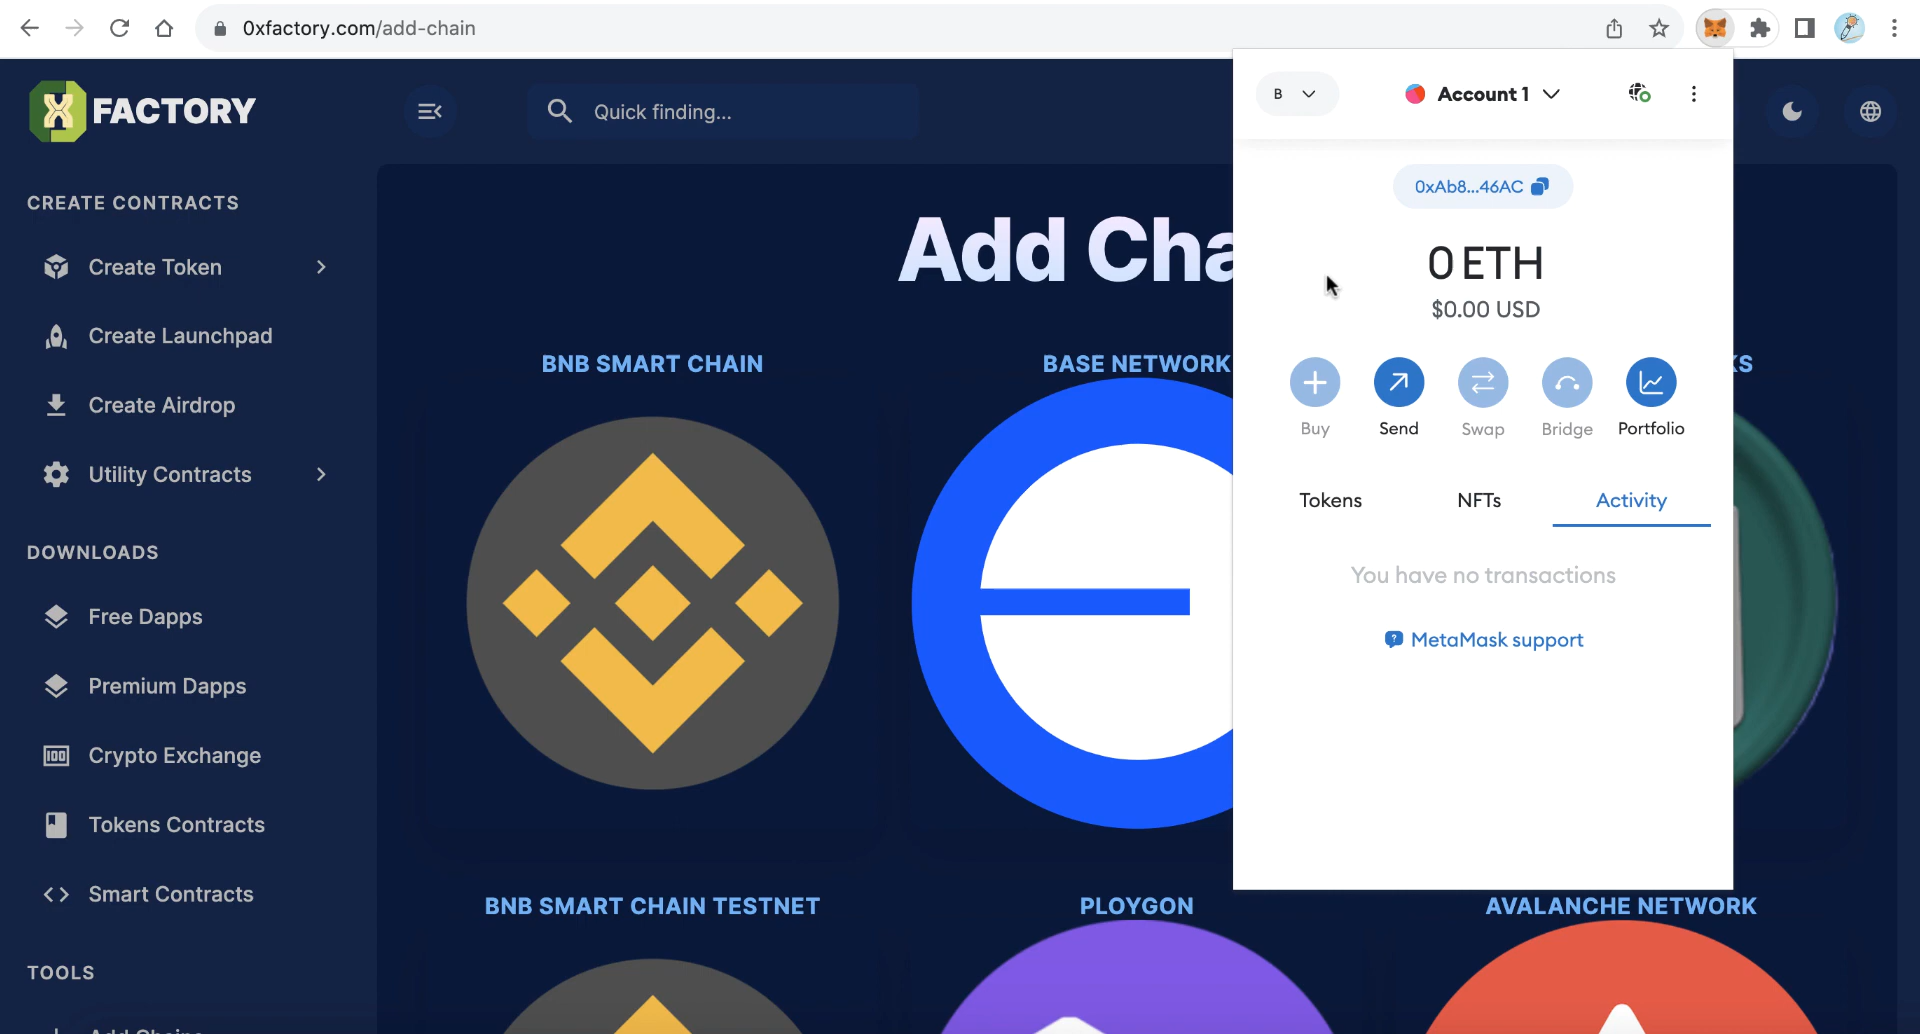 0xfactory.com/add-chain
X FACTORY
Quick finding...
CREATE CONTRACTS
Create Token
Create Launchpad
Create Airdrop
Utility Contracts
DOWNLOADS
Free Dapps
Premium Dapps
100 Crypto Exchange
Tokens Contracts
Smart Contracts
TOOLS
Add Chains
Add Cha
BNB SMART CHAIN
BASE NETWORK
KS
BNB SMART CHAIN TESTNET
PLOYGON
AVALANCHE NETWORK
B
Account 1
0xAb8...46AC
0 ETH
$0.00 USD
Buy
Send
Swap
Bridge
Portfolio
Tokens
NFTs
Activity
You have no transactions
? MetaMask support